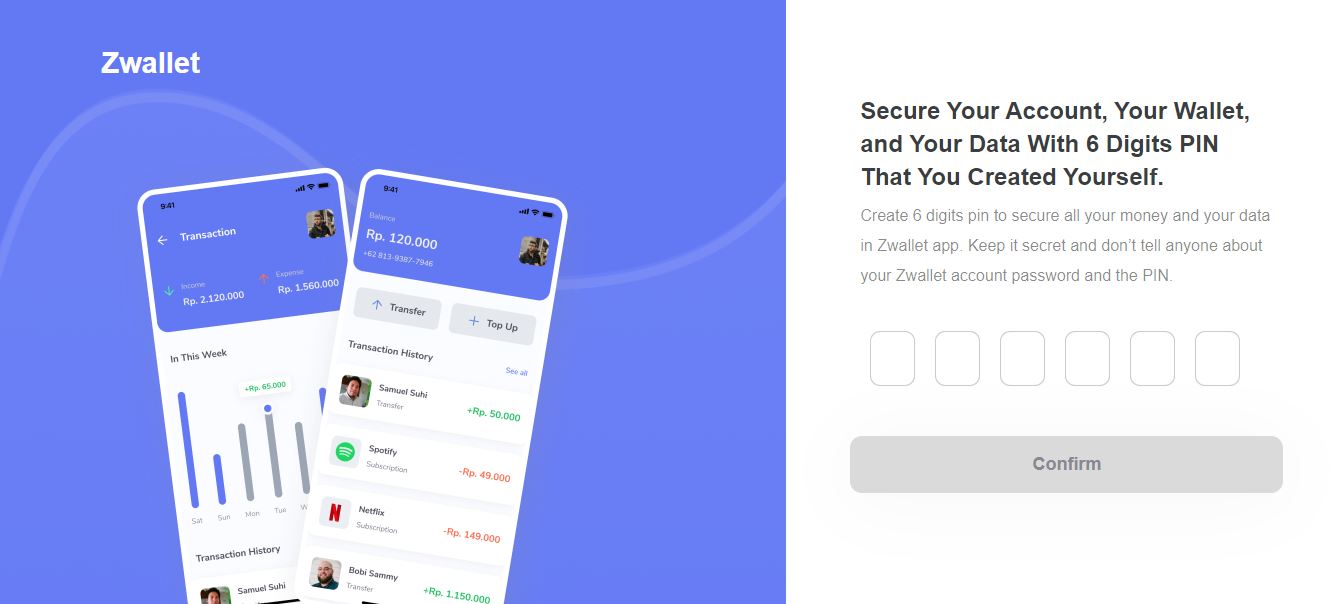 Zwallet
9:41
Transaction
Income
Rp. 2.120.000
Expense
Rp. 1.560.000
In This Week
+Rp. 65.000
Sat
Sun
Mon
Tue
Transaction History
Samuel Suhi
9:41
Balance
Rp. 120.000
+62 813-9387-7946
Transfer
Top Up
Transaction History
See all
Samuel Suhi
Transfer
+Rp. 50.000
Spotify
Subscription
-Rp. 49.000
N
Netflix
Subscription
-Rp. 149.000
Bobi Sammy
Transfer
+Rp. 1.150.000
Secure Your Account, Your Wallet,
and Your Data With 6 Digits PIN
That You Created Yourself.
Create 6 digits pin to secure all your money and your data
in Zwallet app. Keep it secret and don’t tell anyone about
your Zwallet account password and the PIN.
Confirm